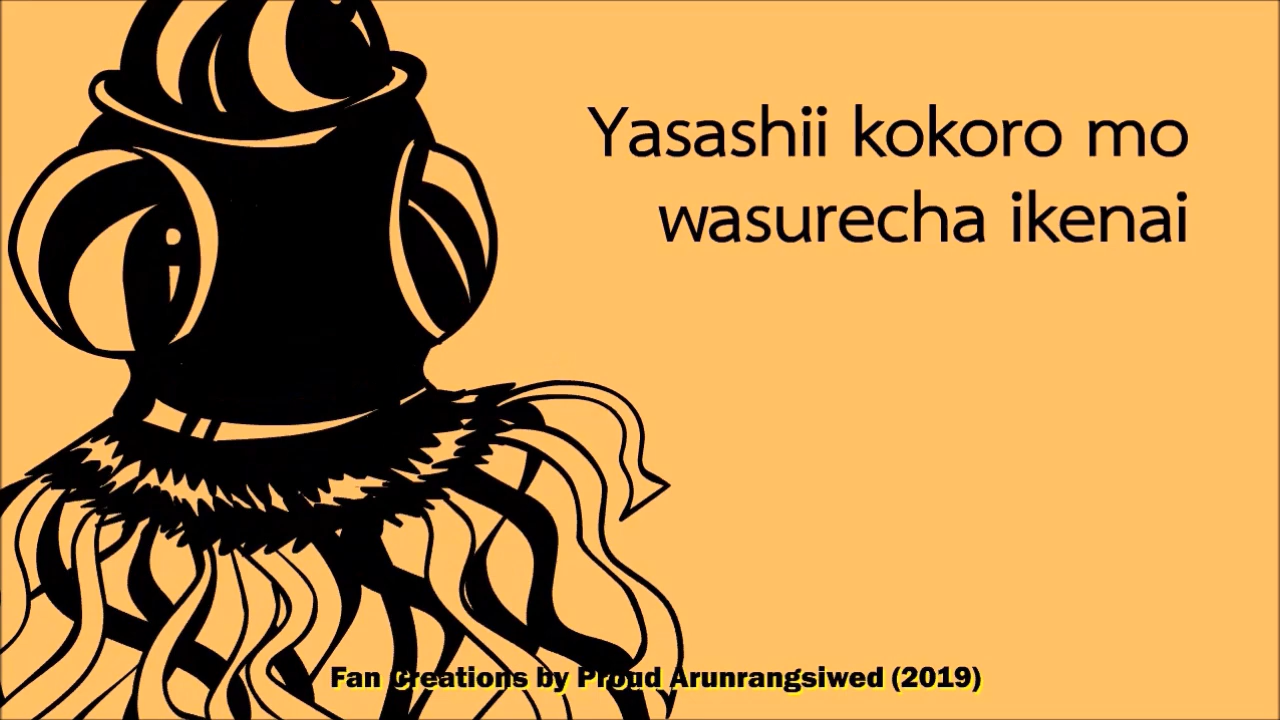 Yasashii kokoro mo
wasurecha ikenai
Fan Creations by Proud Arunrangsiwed (2019)